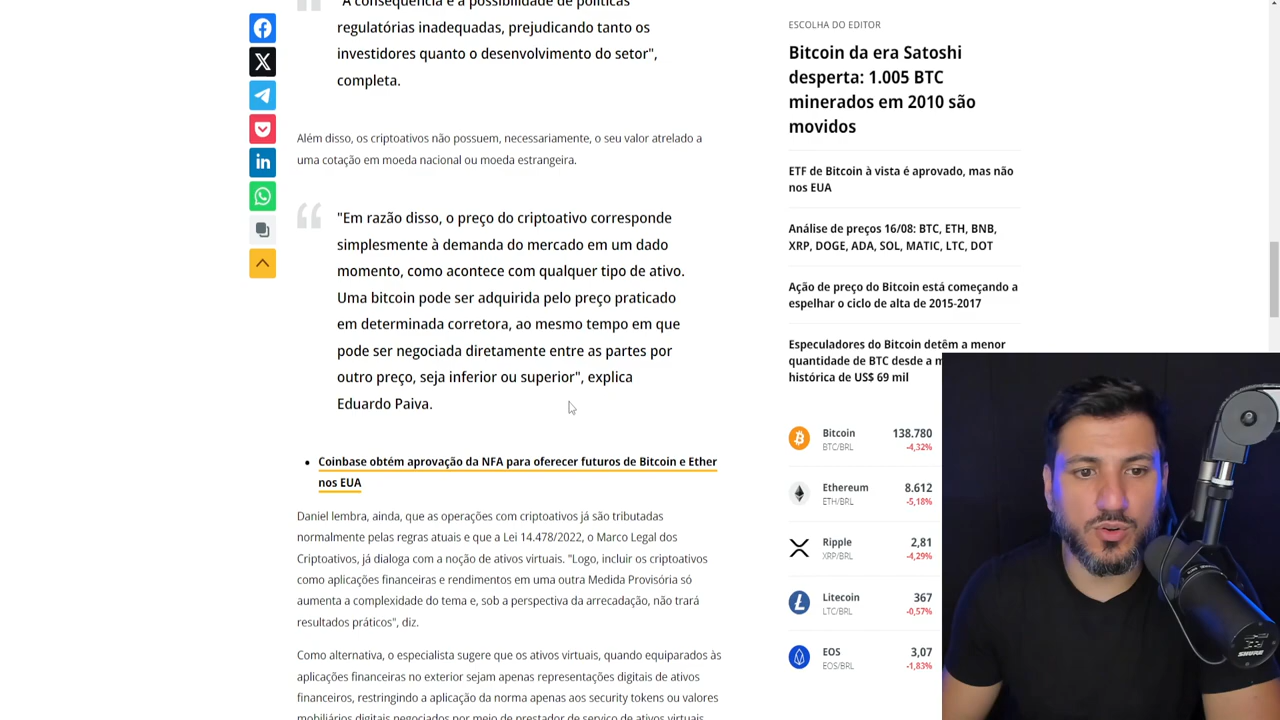 "A consequência é a possibilidade de políticas
regulatórias inadequadas, prejudicando tanto os
investidores quanto o desenvolvimento do setor",
completa.
Além disso, os criptoativos não possuem, necessariamente, o seu valor atrelado a
uma cotação em moeda nacional ou moeda estrangeira.
"Em razão disso, o preço do criptoativo corresponde
simplesmente à demanda do mercado em um dado
momento, como acontece com qualquer tipo de ativo.
Uma bitcoin pode ser adquirida pelo preço praticado
em determinada corretora, ao mesmo tempo em que
pode ser negociada diretamente entre as partes por
outro preço, seja inferior ou superior", explica
Eduardo Paiva.
Coinbase obtém aprovação da NFA para oferecer futuros de Bitcoin e Ether
nos EUA
Daniel lembra, ainda, que as operações com criptoativos já são tributadas
normalmente pelas regras atuais e que a Lei 14.478/2022, o Marco Legal dos
Criptoativos, já dialoga com a noção de ativos virtuais. "Logo, incluir os criptoativos
como aplicações financeiras e rendimentos em uma outra Medida Provisória só
aumenta a complexidade do tema e, sob a perspectiva da arrecadação, não trará
resultados práticos", diz.
Como alternativa, o especialista sugere que os ativos virtuais, quando equiparados às
aplicações financeiras no exterior sejam apenas representações digitais de ativos
financeiros, restringindo a aplicação da norma apenas aos security tokens ou valores
mobiliários digitais negociados por meio de prestador de serviço de ativos virtuais
ESCOLHA DO EDITOR
Bitcoin da era Satoshi
desperta: 1.005 BTC
minerados em 2010 são
movidos
ETF de Bitcoin à vista é aprovado, mas não
nos EUA
Análise de preços 16/08: BTC, ETH, BNB,
XRP, DOGE, ADA, SOL, MATIC, LTC, DOT
Ação de preço do Bitcoin está começando a
espelhar o ciclo de alta de 2015-2017
Especuladores do Bitcoin detêm a menor
quantidade de BTC desde a
histórica de US$ 69 mil
Bitcoin 138.780
BTC/BRL -4,32%
Ethereum 8.612
ETH/BRL -5,18%
Ripple 2,81
XRP/BRL -4,29%
Litecoin 367
LTC/BRL -0,57%
EOS 3,07
EOS/BRL -1,83%
SHURE